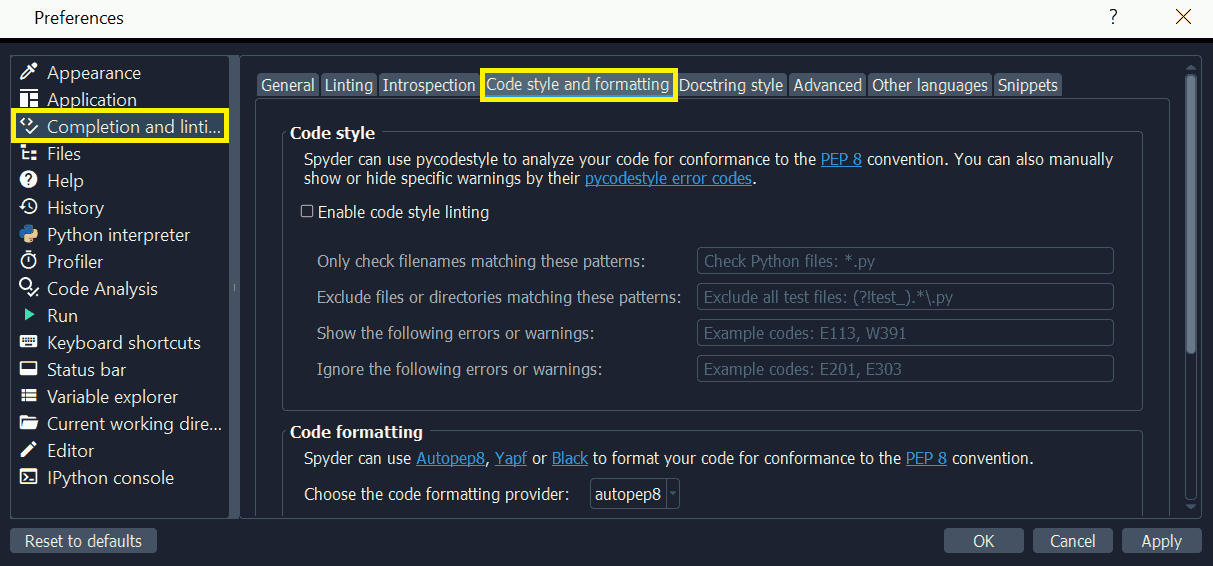 Preferences
?
Appearance
Application
Completion and linti...
Files
Help
History
Python interpreter
Profiler
Code Analysis
Run
Keyboard shortcuts
Status bar
Variable explorer
Current working dire...
Editor
IPython console
General Linting Introspection Code style and formatting Docstring style Advanced Other languages Snippets
Code style
Spyder can use pycodestyle to analyze your code for conformance to the PEP 8 convention. You can also manually
show or hide specific warnings by their pycodestyle error codes.
Enable code style linting
Only check filenames matching these patterns: Check Python files: *.py
Exclude files or directories matching these patterns: Exclude all test files: (?!test_).*\.py
Show the following errors or warnings: Example codes: E113, W391
Ignore the following errors or warnings: Example codes: E201, E303
Code formatting
Spyder can use Autopep8, Yapf or Black to format your code for conformance to the PEP 8 convention.
Choose the code formatting provider: autopep8
Reset to defaults OK Cancel Apply